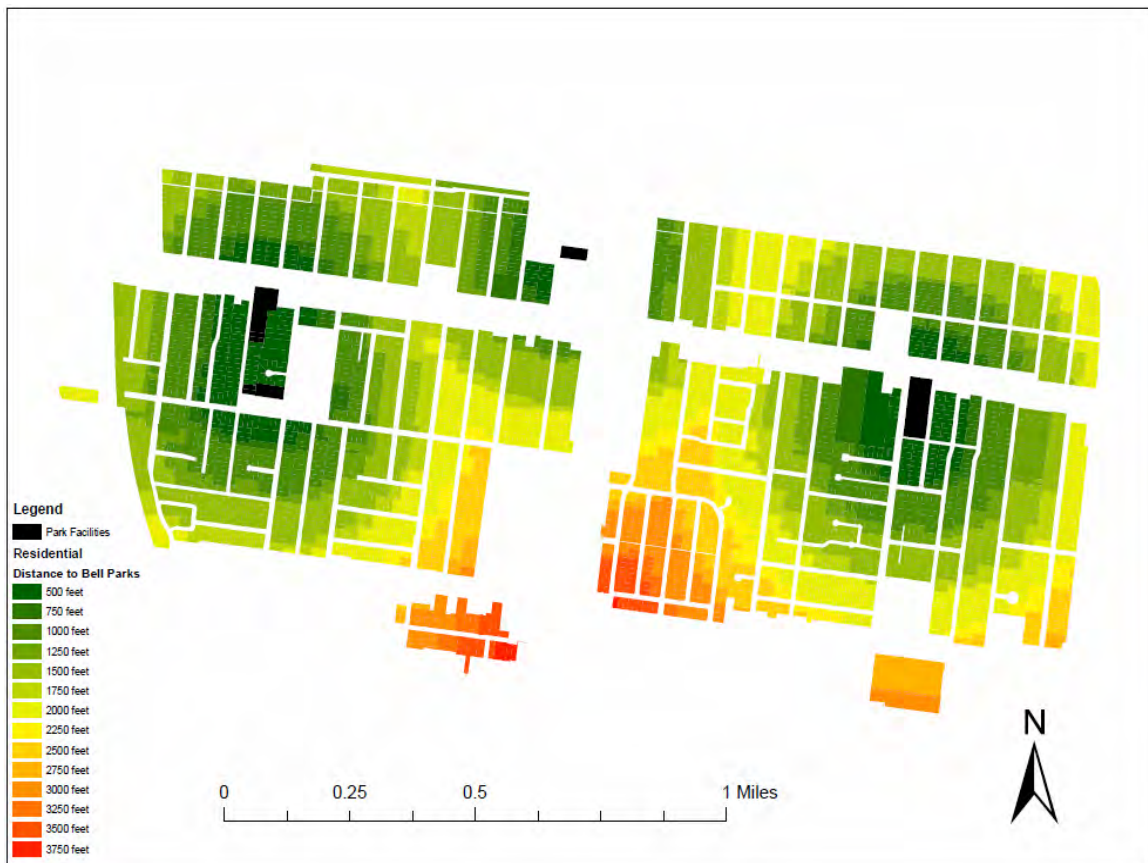 Legend
Park Facilities
Residential
Distance to Bell Parks
500 feet
750 feet
1000 feet
1250 feet
1500 feet
1750 feet
2000 feet
2250 feet
2500 feet
2750 feet
3000 feet
3250 feet
3500 feet
3750 feet
0 0.25 0.5 1 Miles
N